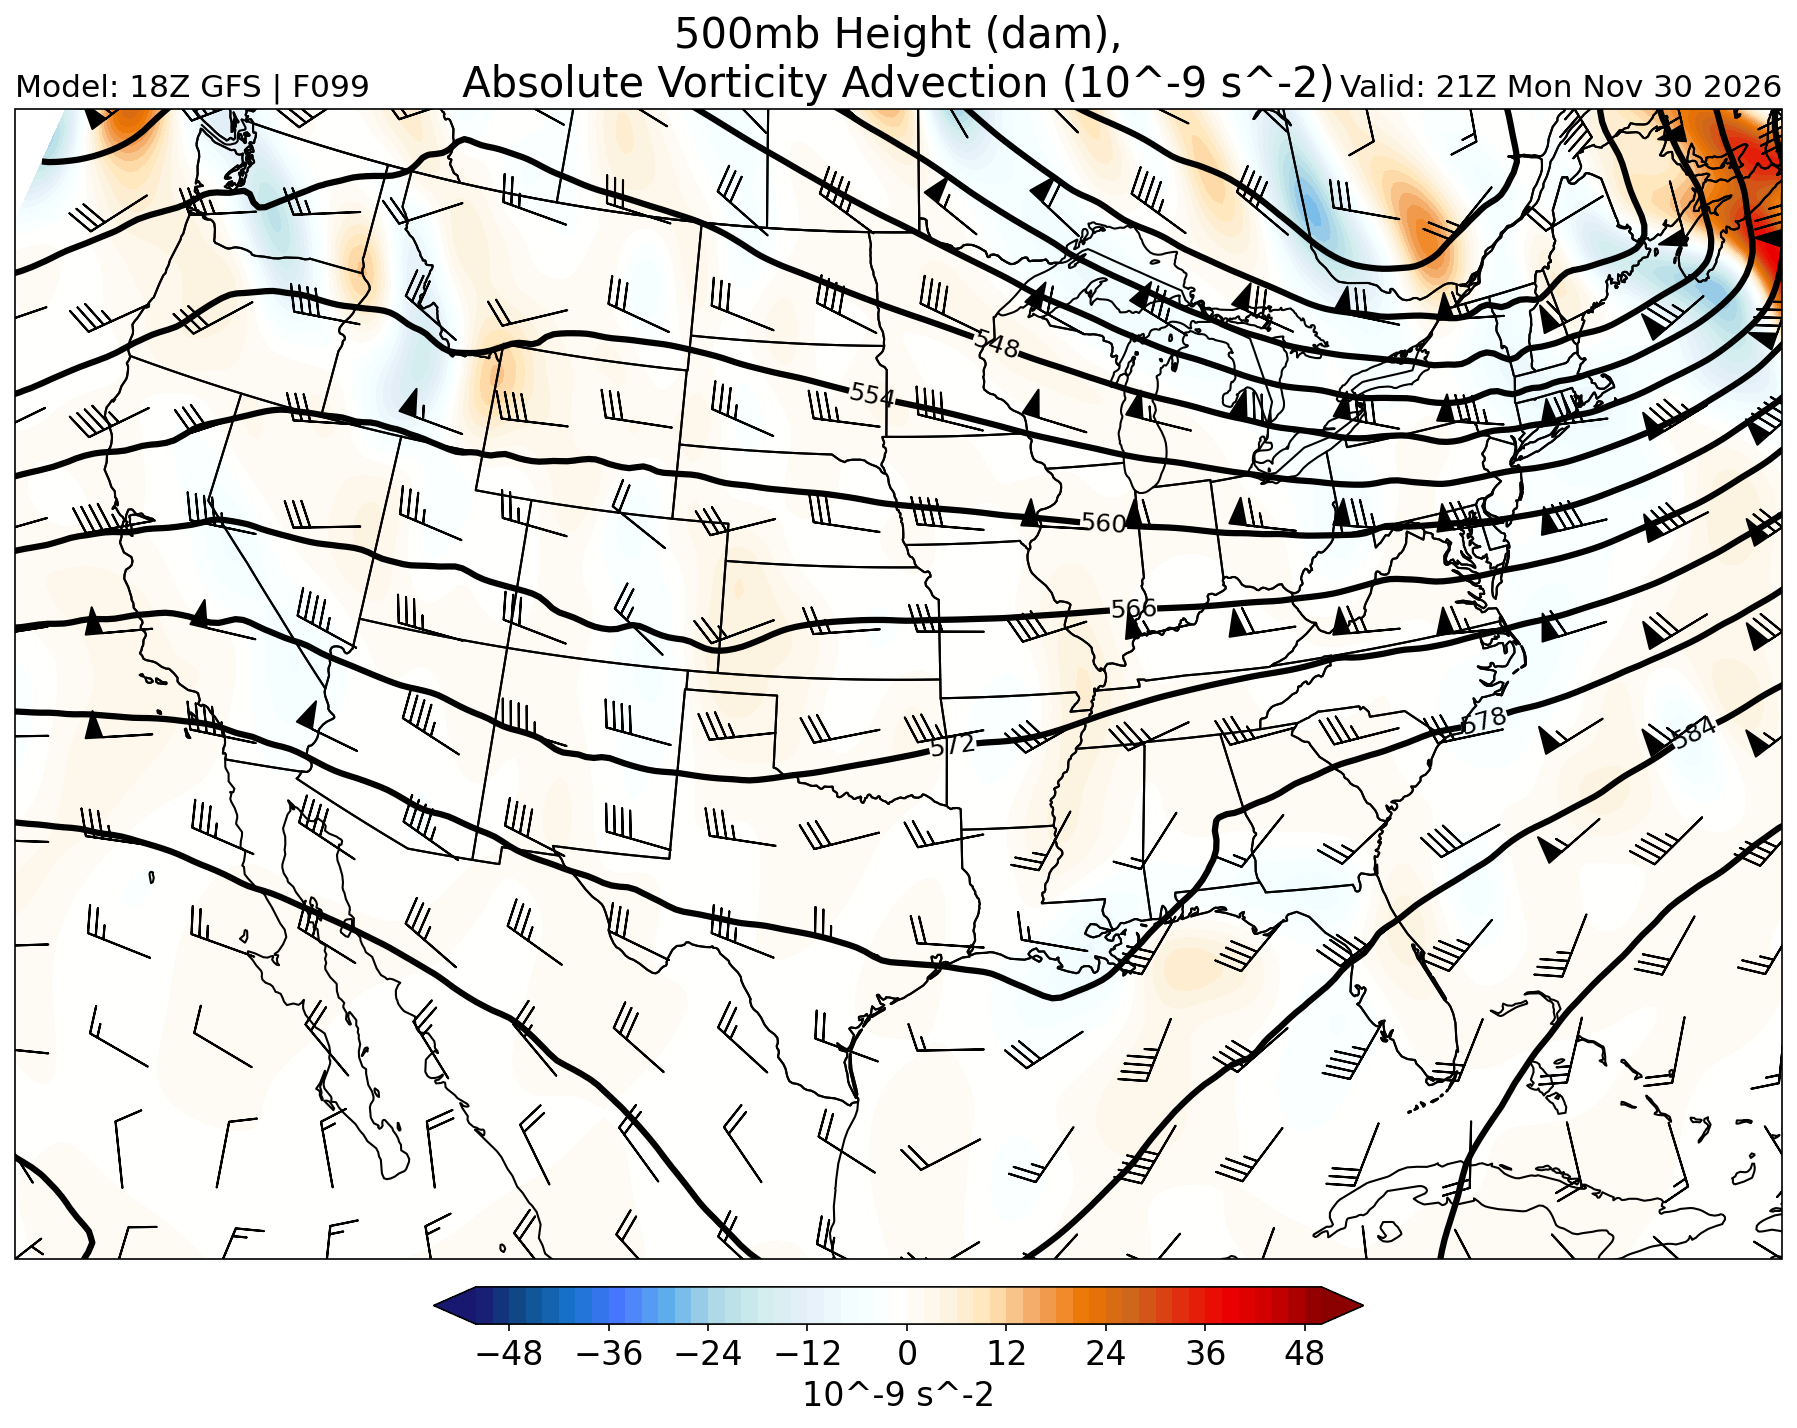 500mb Height (dam),
Model: 18Z GFS | F099
Absolute Vorticity Advection (10^-9 s^-2)
Valid: 21Z Mon Nov 30 2026
548
554
560
566
572
578
584
−48 −36 −24 −12 0 12 24 36 48
10^-9 s^-2